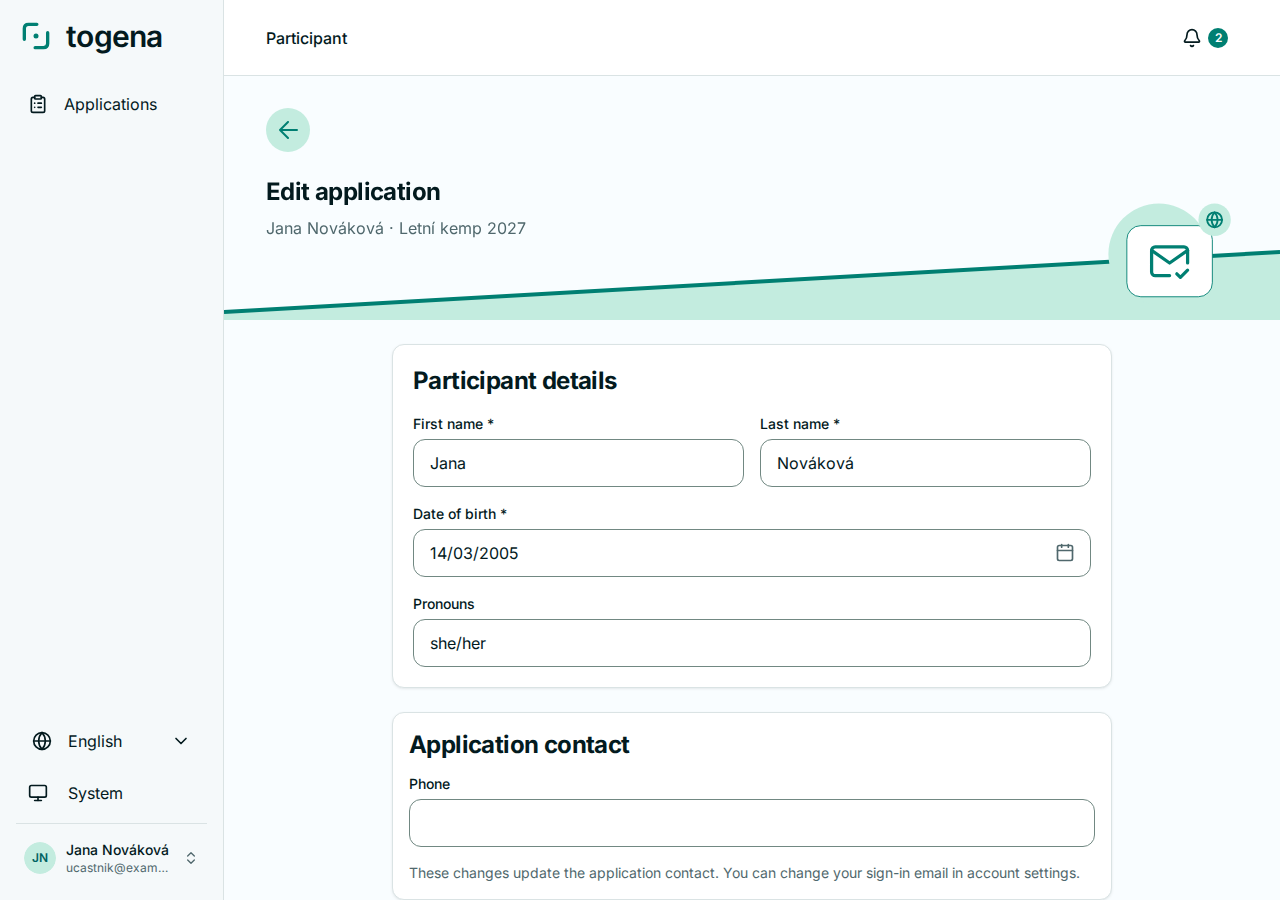 togena
Participant
2
Applications
Edit application
Jana Nováková · Letní kemp 2027
Participant details
First name *
Last name *
Jana
Nováková
Date of birth *
14/03/2005
Pronouns
she/her
Application contact
Phone
These changes update the application contact. You can change your sign-in email in account settings.
English
System
JN
Jana Nováková
ucastnik@exam...